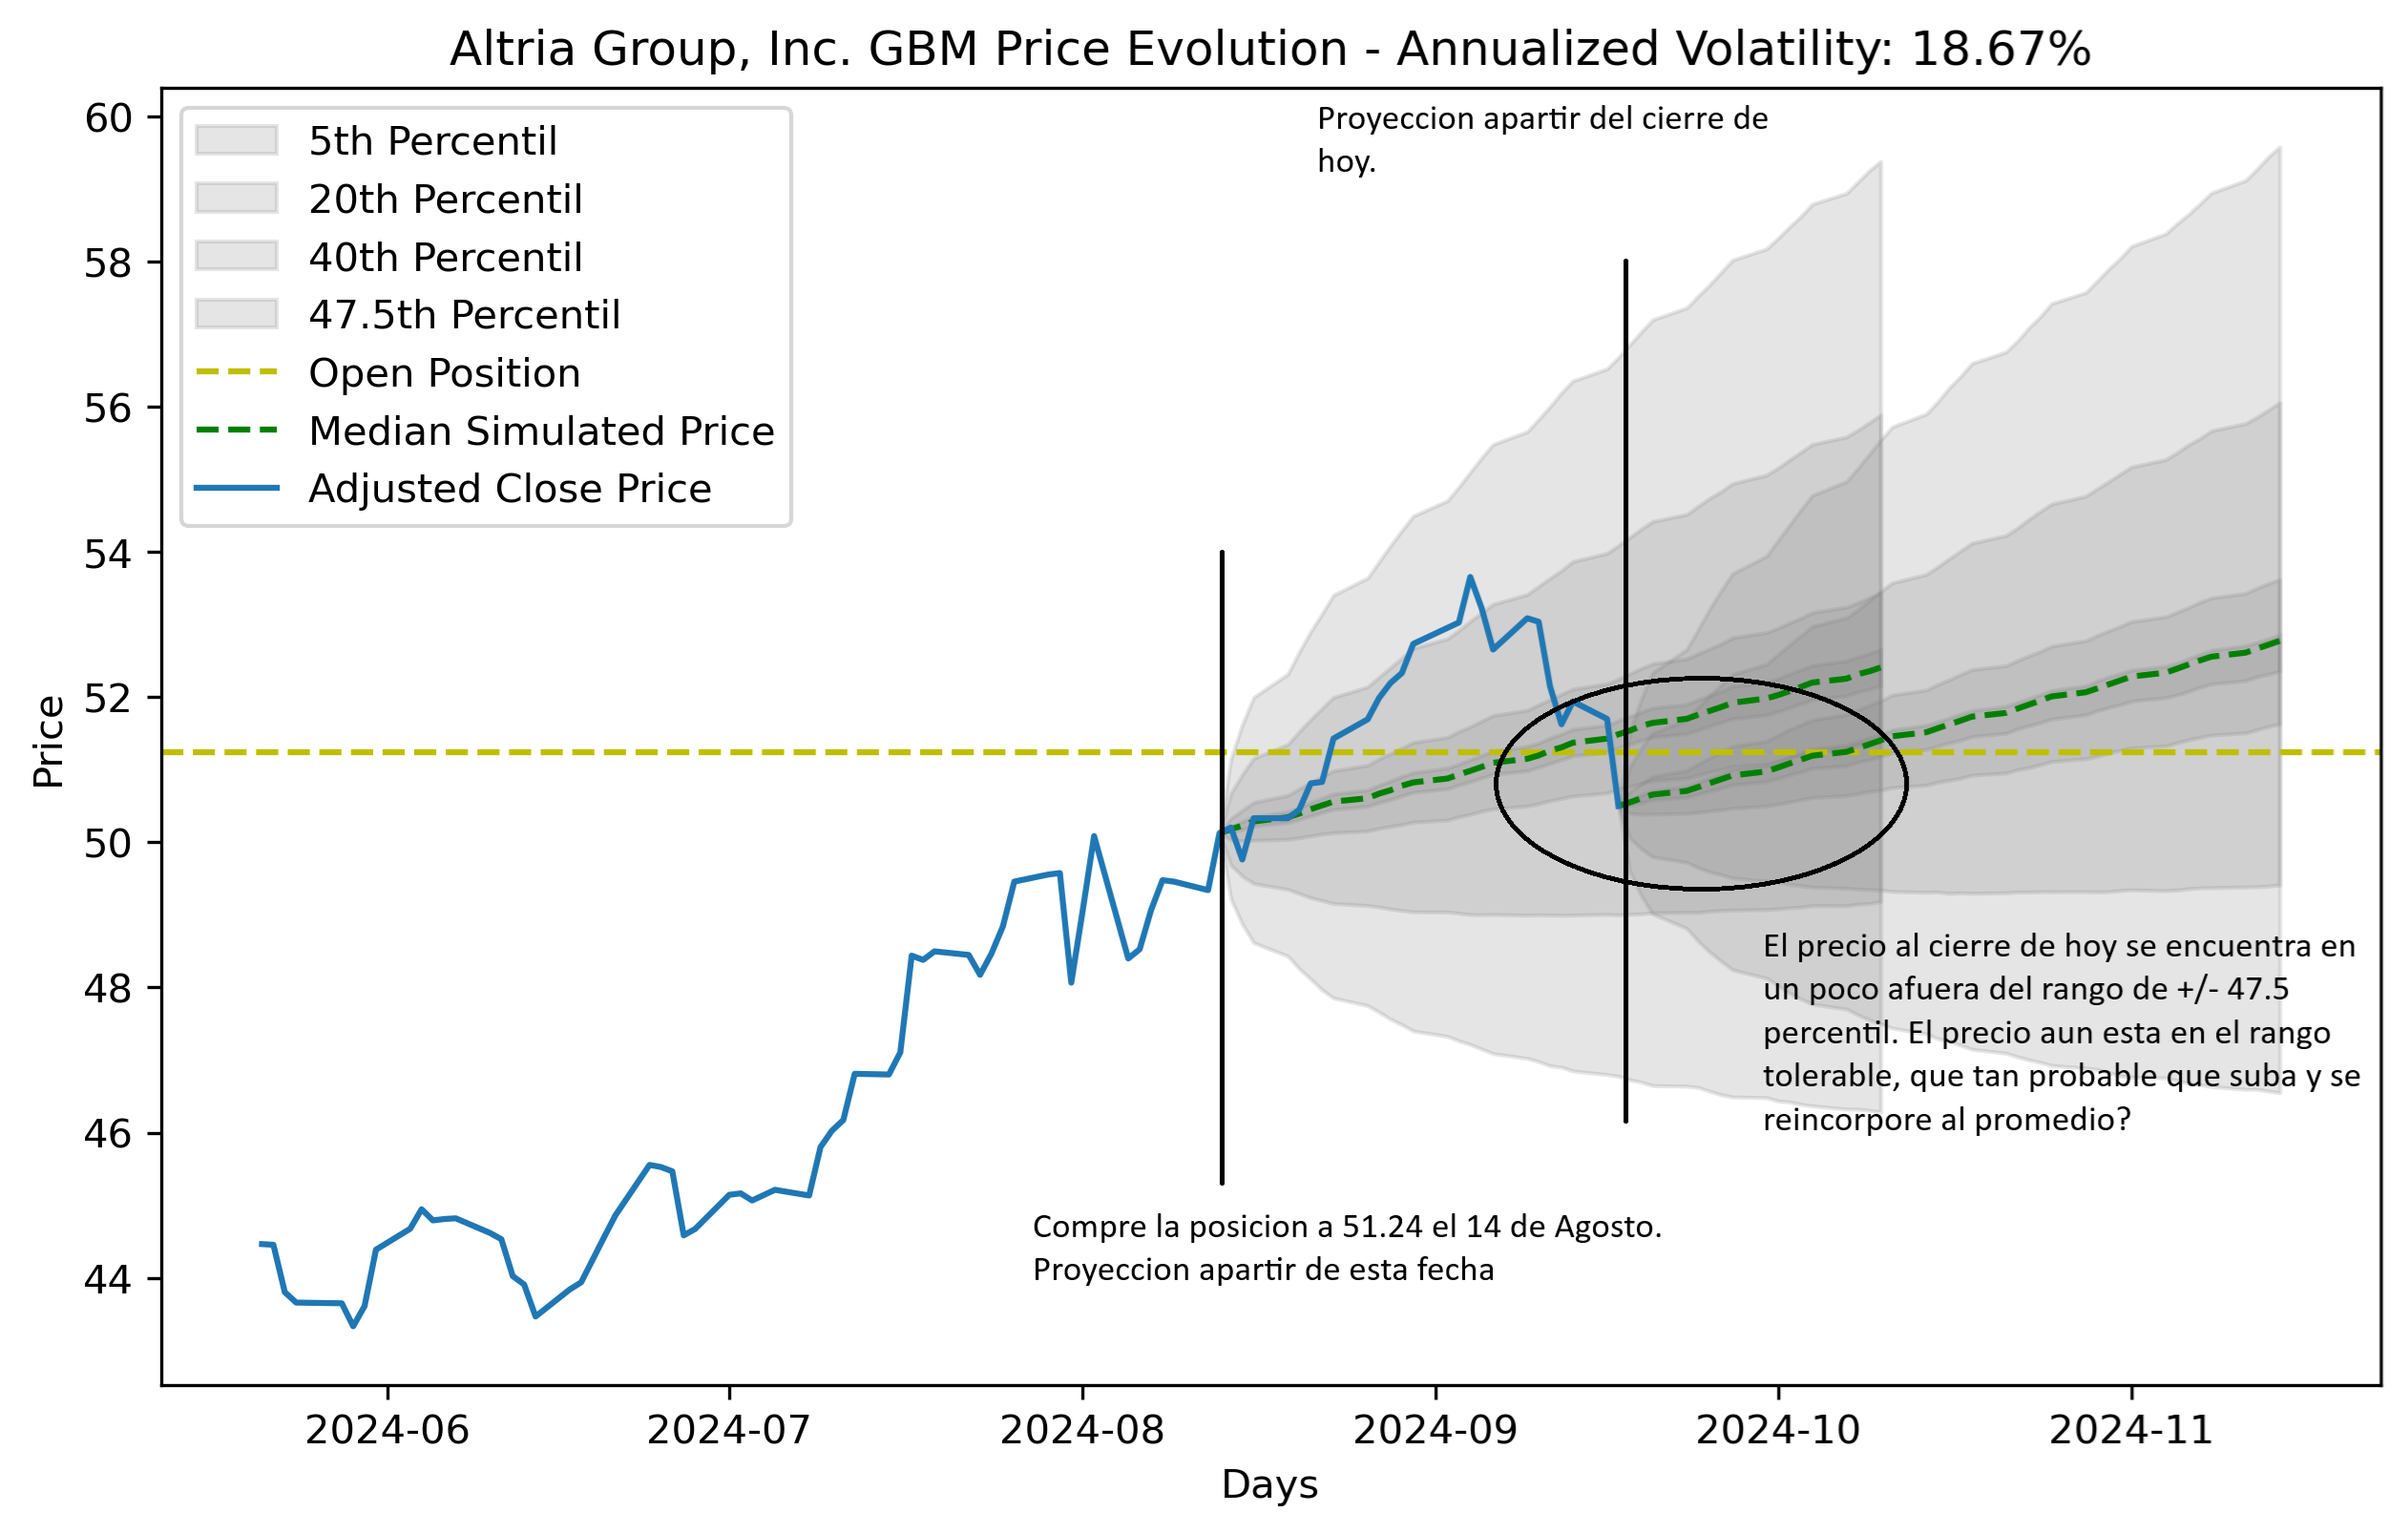 Altria Group, Inc. GBM Price Evolution - Annualized Volatility: 18.67%
5th Percentil
20th Percentil
40th Percentil
47.5th Percentil
Open Position
Median Simulated Price
Adjusted Close Price
Proyeccion apartir del cierre de
hoy.
60
58
56
54
52
50
48
46
44
Price
El precio al cierre de hoy se encuentra en
un poco afuera del rango de +/- 47.5
percentil. El precio aun esta en el rango
tolerable, que tan probable que suba y se
reincorpore al promedio?
Compre la posicion a 51.24 el 14 de Agosto.
Proyeccion apartir de esta fecha
2024-06
2024-07
2024-08
2024-09
2024-10
2024-11
Days